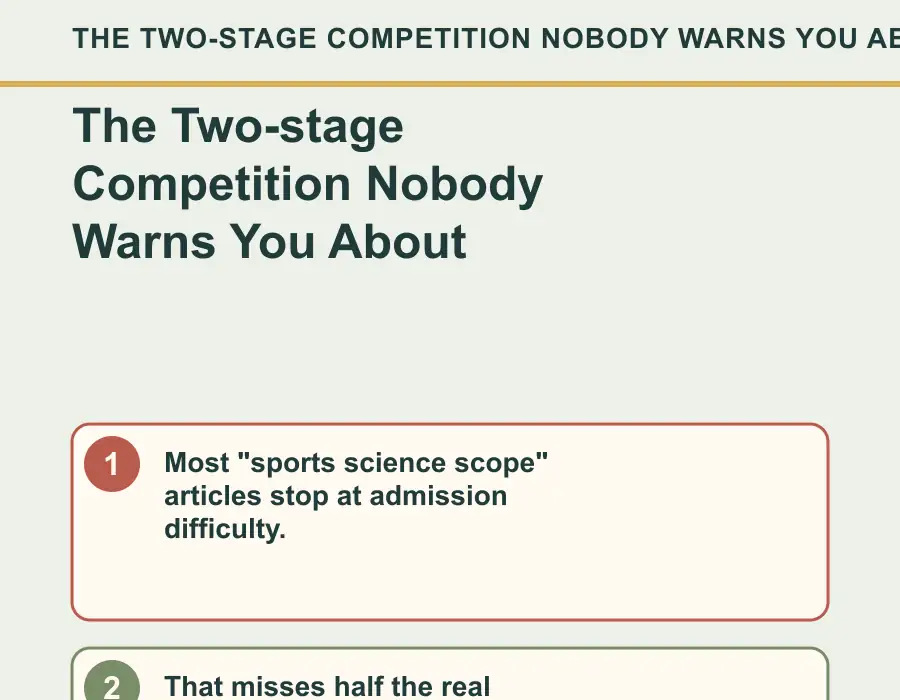 THE TWO-STAGE COMPETITION NOBODY WARNS YOU
The Two-stage
Competition Nobody
Warns You About
1
Most "sports science scope"
articles stop at admission
difficulty.
2
That misses half the real